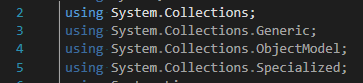 2 using System.Collections;
3 using System.Collections.Generic;
4 using System.Collections.ObjectModel;
5 using System.Collections.Specialized;